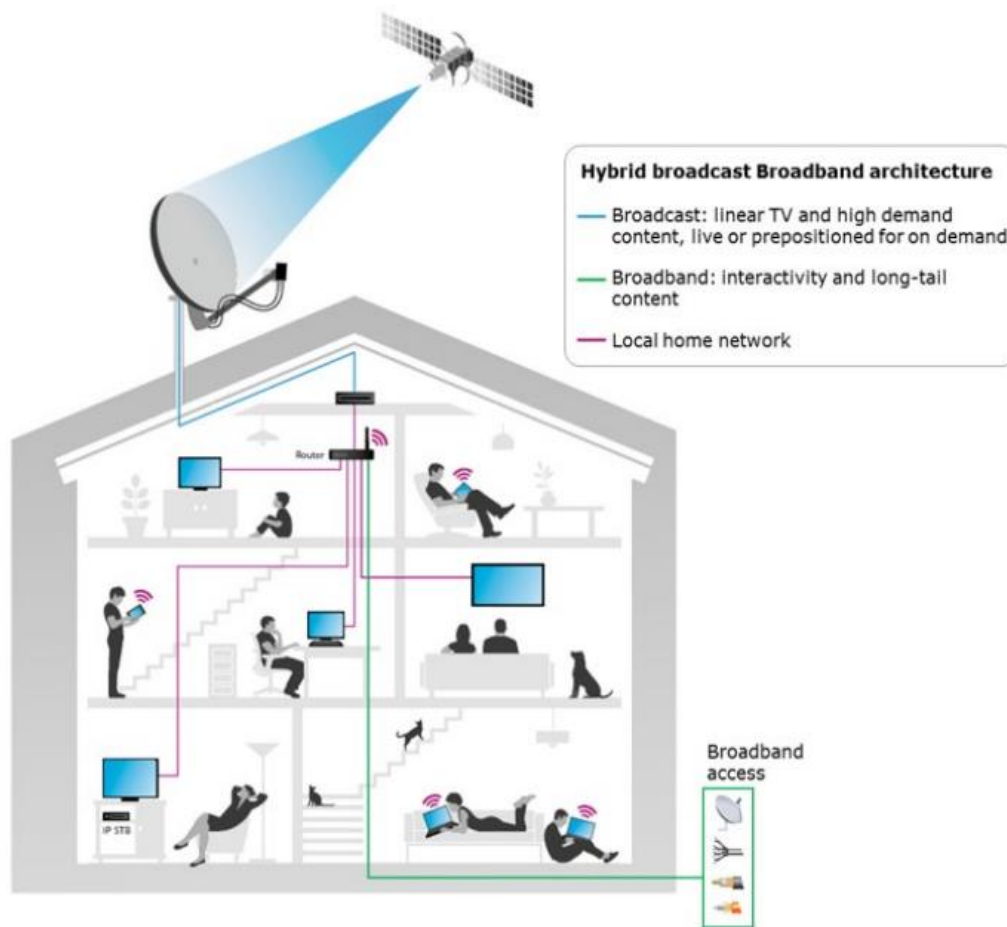 Hybrid broadcast Broadband architecture
Broadcast: linear TV and high demand
content, live or prepositioned for on demand
Broadband: interactivity and long-tail
content
Local home network
Router
IP STB
Broadband
access